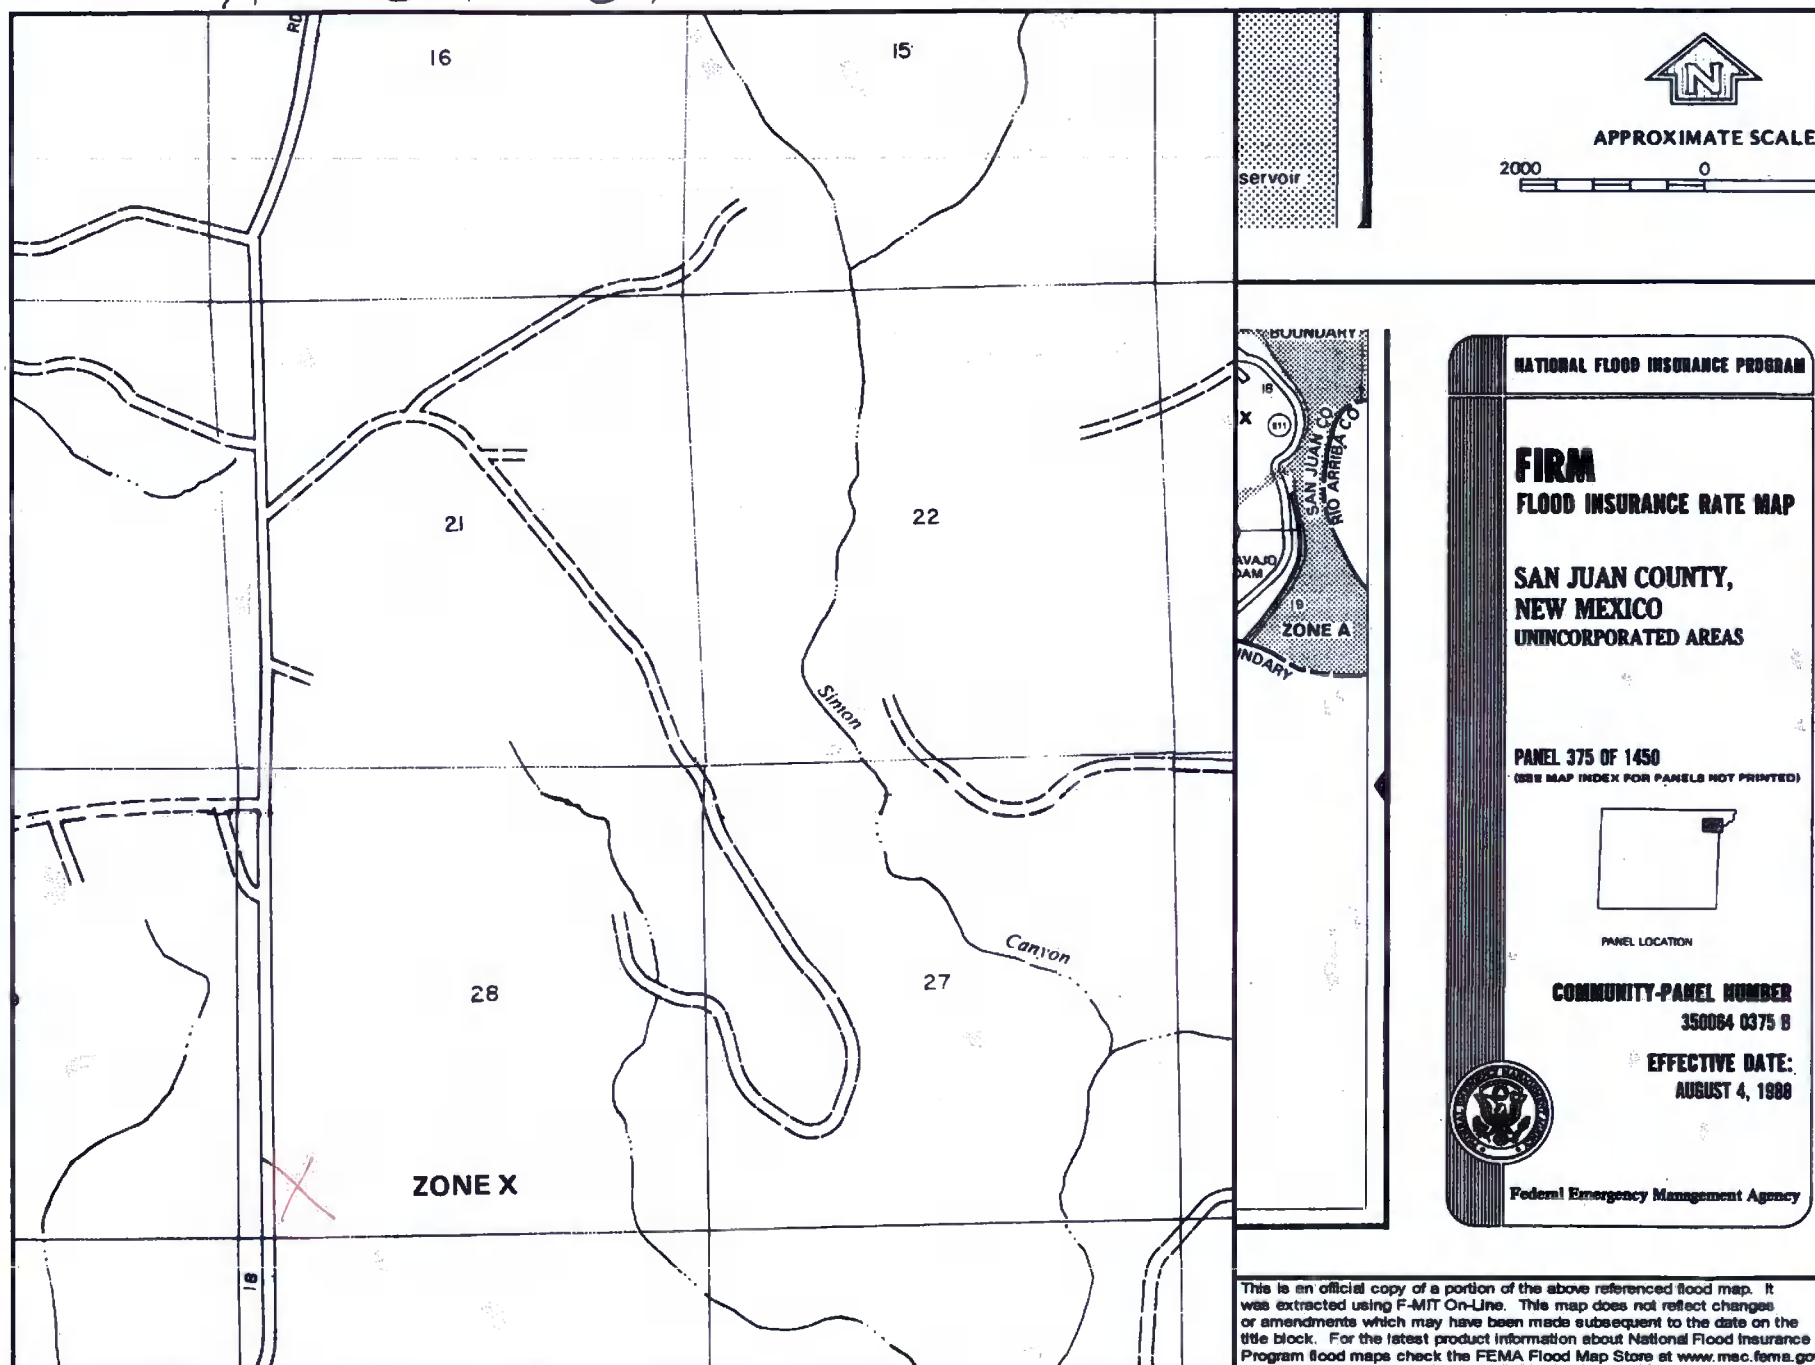 RD
16
15
21
22
Simon
Canyon
28
27
ZONE X
18
servoir
APPROXIMATE SCALE
2000 0
BOUNDARY
18
X
511
SAN JUAN CO
RIO ARRIBA CO
AVAJO
DAM
19
ZONE A
NDARY
NATIONAL FLOOD INSURANCE PROGRAM
FIRM
FLOOD INSURANCE RATE MAP
SAN JUAN COUNTY,
NEW MEXICO
UNINCORPORATED AREAS
PANEL 375 OF 1450
(SEE MAP INDEX FOR PANELS NOT PRINTED)
PANEL LOCATION
COMMUNITY-PANEL NUMBER
350064 0375 B
EFFECTIVE DATE:
AUGUST 4, 1988
Federal Emergency Management Agency
This is an official copy of a portion of the above referenced flood map. It
was extracted using F-MIT On-Line. This map does not reflect changes
or amendments which may have been made subsequent to the date on the
title block. For the latest product information about National Flood Insurance
Program flood maps check the FEMA Flood Map Store at www.msc.fema.go
N